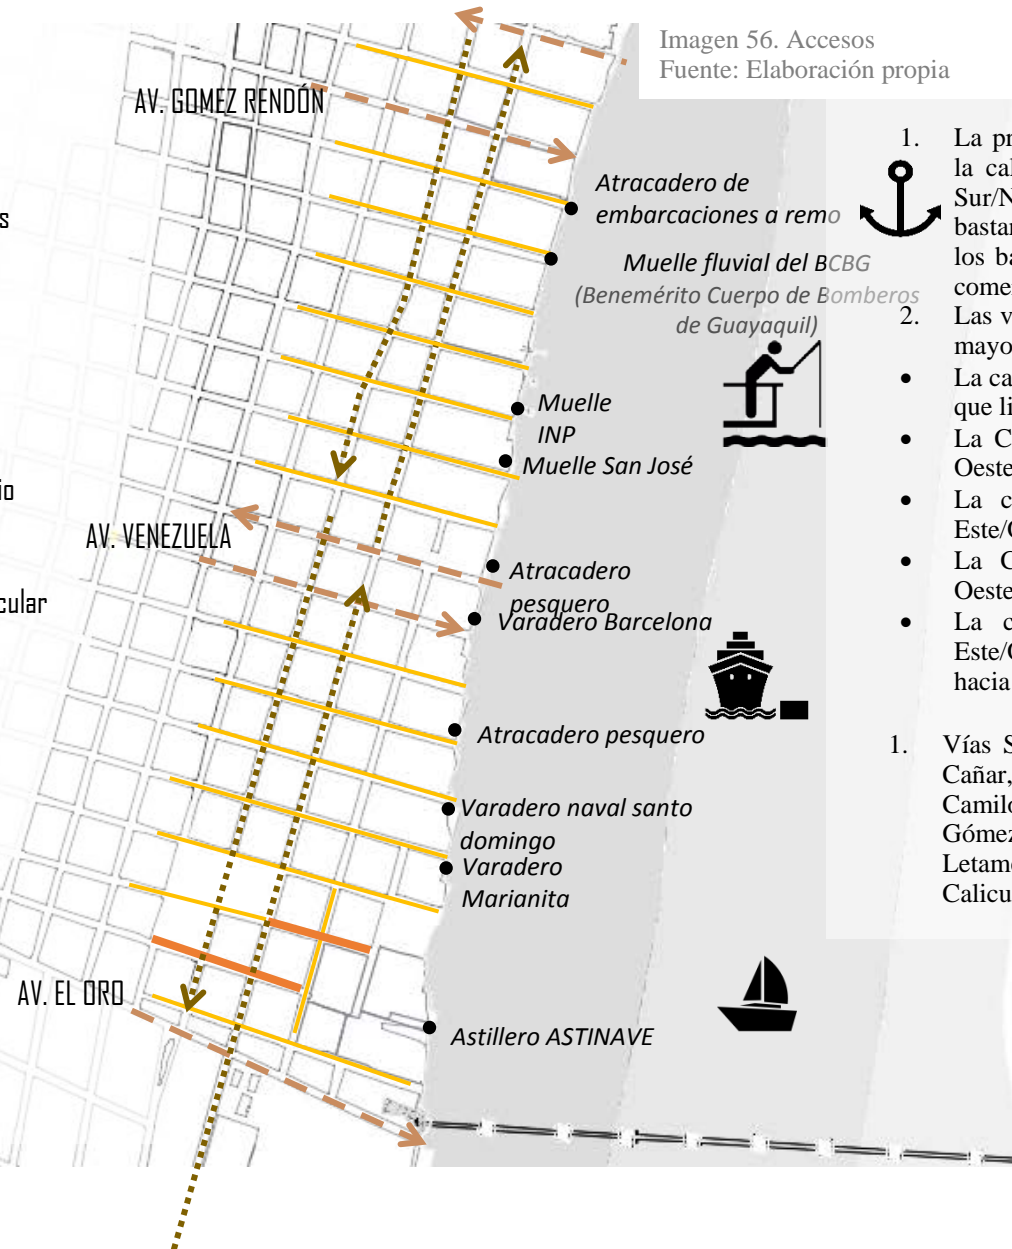 Imagen 56. Accesos
Fuente: Elaboración propia
AV. GOMEZ RENDÓN
Atracadero de
embarcaciones a remo
Muelle fluvial del BCBG
(Benemérito Cuerpo de Bomberos
de Guayaquil)
Muelle
INP
Muelle San José
AV. VENEZUELA
Atracadero
pesquero
Varadero Barcelona
Atracadero pesquero
Varadero naval santo
domingo
Varadero
Marianita
AV. EL ORO
Astillero ASTINAVE
s
io
cular
1. La pr
la cal
Sur/N
bastar
los ba
come
2. Las v
mayo
• La ca
que li
• La C
Oeste
• La c
Este/
• La C
Oeste
• La c
Este/
hacia
1. Vías S
Cañar,
Camilo
Gómez
Letam
Calicu